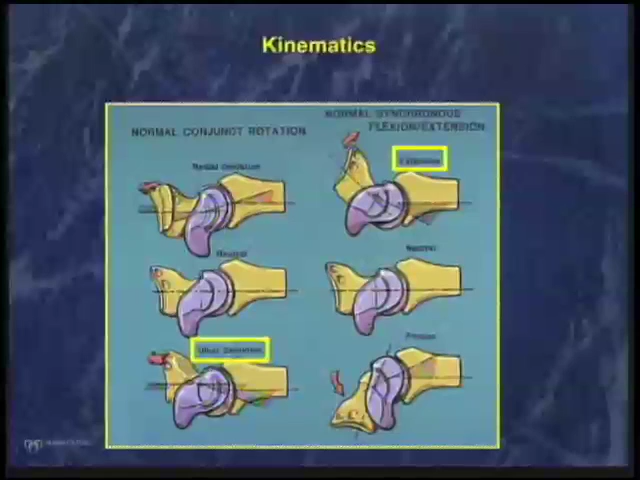 Kinematics
NORMAL CONJUNCT ROTATION
NORMAL SYNCHRONOUS
FLEXION/EXTENSION
Radial Deviation
Extension
Neutral
Neutral
Ulnar Deviation
Flexion